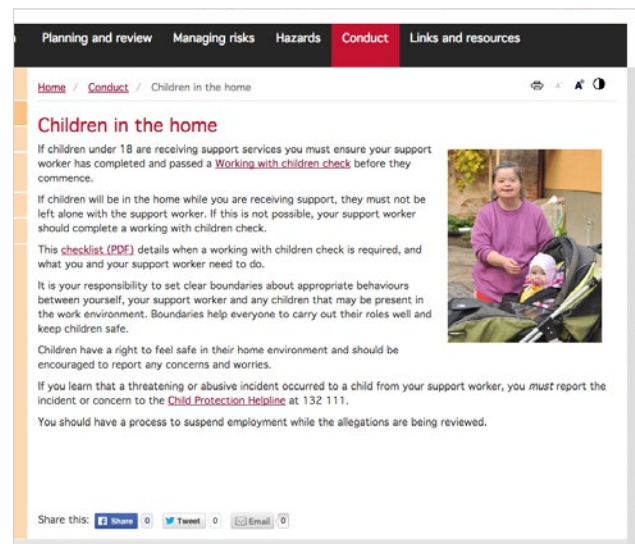 Planning and review Managing risks Hazards Conduct Links and resources
Home / Conduct / Children in the home
A- A+
Children in the home
If children under 18 are receiving support services you must ensure your support
worker has completed and passed a Working with children check before they
commence.
If children will be in the home while you are receiving support, they must not be
left alone with the support worker. If this is not possible, your support worker
should complete a working with children check.
This checklist (PDF) details when a working with children check is required, and
what you and your support worker need to do.
It is your responsibility to set clear boundaries about appropriate behaviours
between yourself, your support worker and any children that may be present in
the work environment. Boundaries help everyone to carry out their roles well and
keep children safe.
Children have a right to feel safe in their home environment and should be
encouraged to report any concerns and worries.
If you learn that a threatening or abusive incident occurred to a child from your support worker, you must report the
incident or concern to the Child Protection Helpline at 132 111.
You should have a process to suspend employment while the allegations are being reviewed.
Share this: Share 0 Tweet 0 Email 0